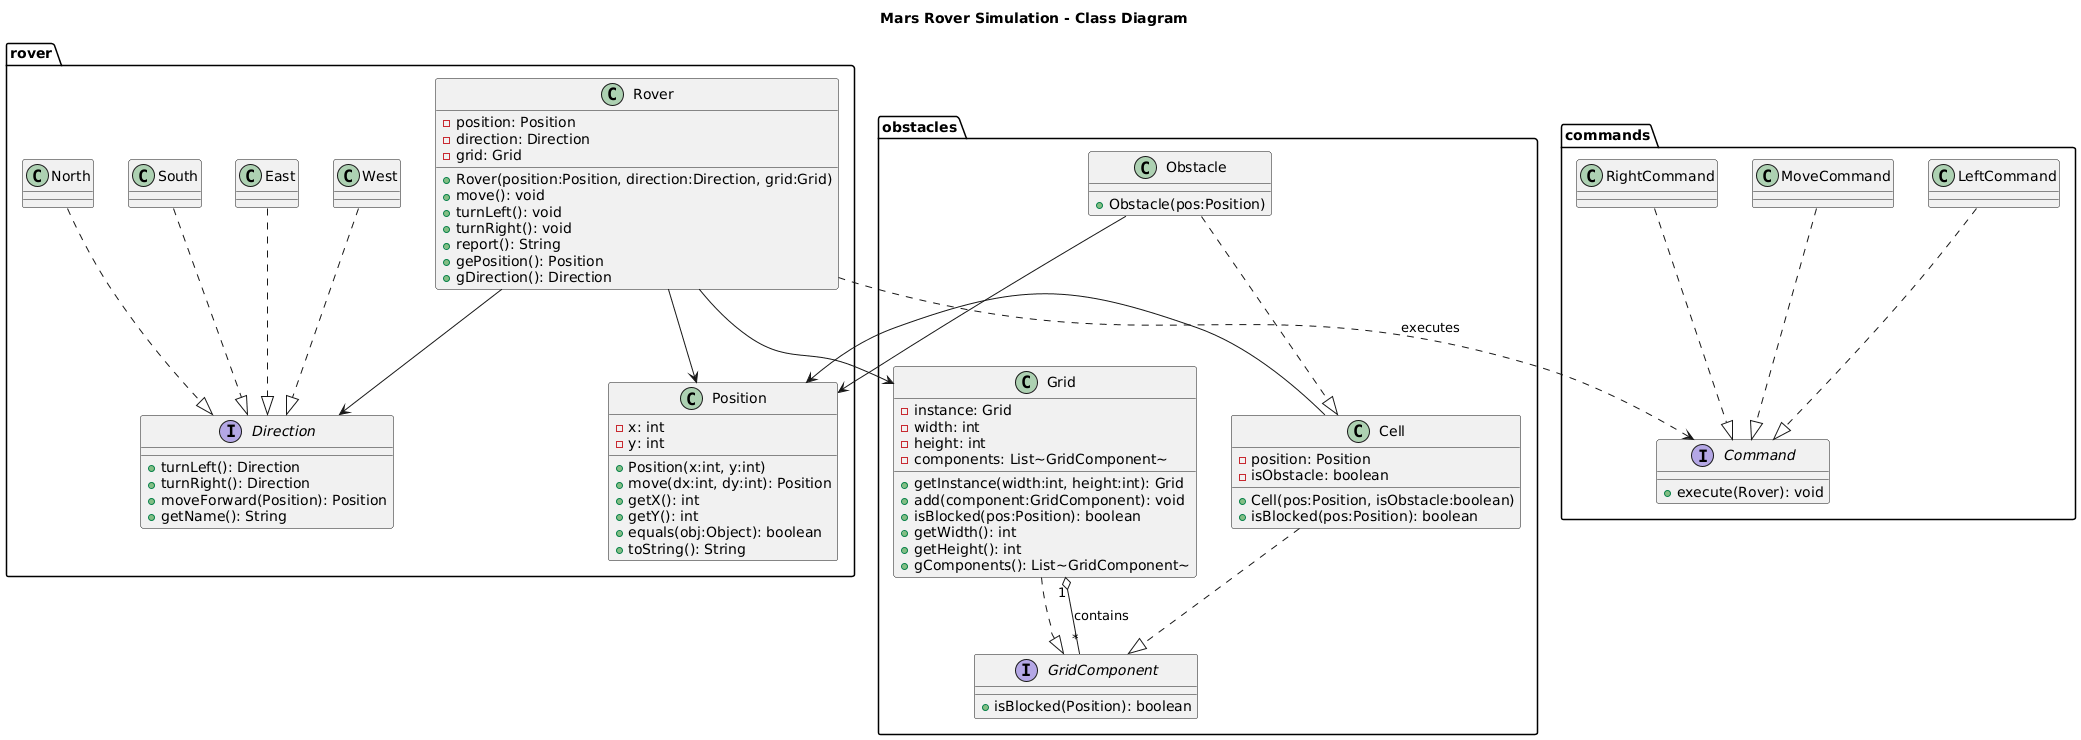 Mars Rover Simulation - Class Diagram
rover
C North
C South
C East
C West
C Rover
position: Position
direction: Direction
grid: Grid
Rover(position:Position, direction:Direction, grid:Grid)
move(): void
turnLeft(): void
turnRight(): void
report(): String
gePosition(): Position
gDirection(): Direction
I Direction
turnLeft(): Direction
turnRight(): Direction
moveForward(Position): Position
getName(): String
C Position
x: int
y: int
Position(x:int, y:int)
move(dx:int, dy:int): Position
getX(): int
getY(): int
equals(obj:Object): boolean
toString(): String
obstacles
C Obstacle
Obstacle(pos:Position)
C Grid
instance: Grid
width: int
height: int
components: List~GridComponent~
getInstance(width:int, height:int): Grid
add(component:GridComponent): void
isBlocked(pos:Position): boolean
getWidth(): int
getHeight(): int
gComponents(): List~GridComponent~
C Cell
position: Position
isObstacle: boolean
Cell(pos:Position, isObstacle:boolean)
isBlocked(pos:Position): boolean
1
contains
*
I GridComponent
isBlocked(Position): boolean
executes
commands
C RightCommand
C MoveCommand
C LeftCommand
I Command
execute(Rover): void